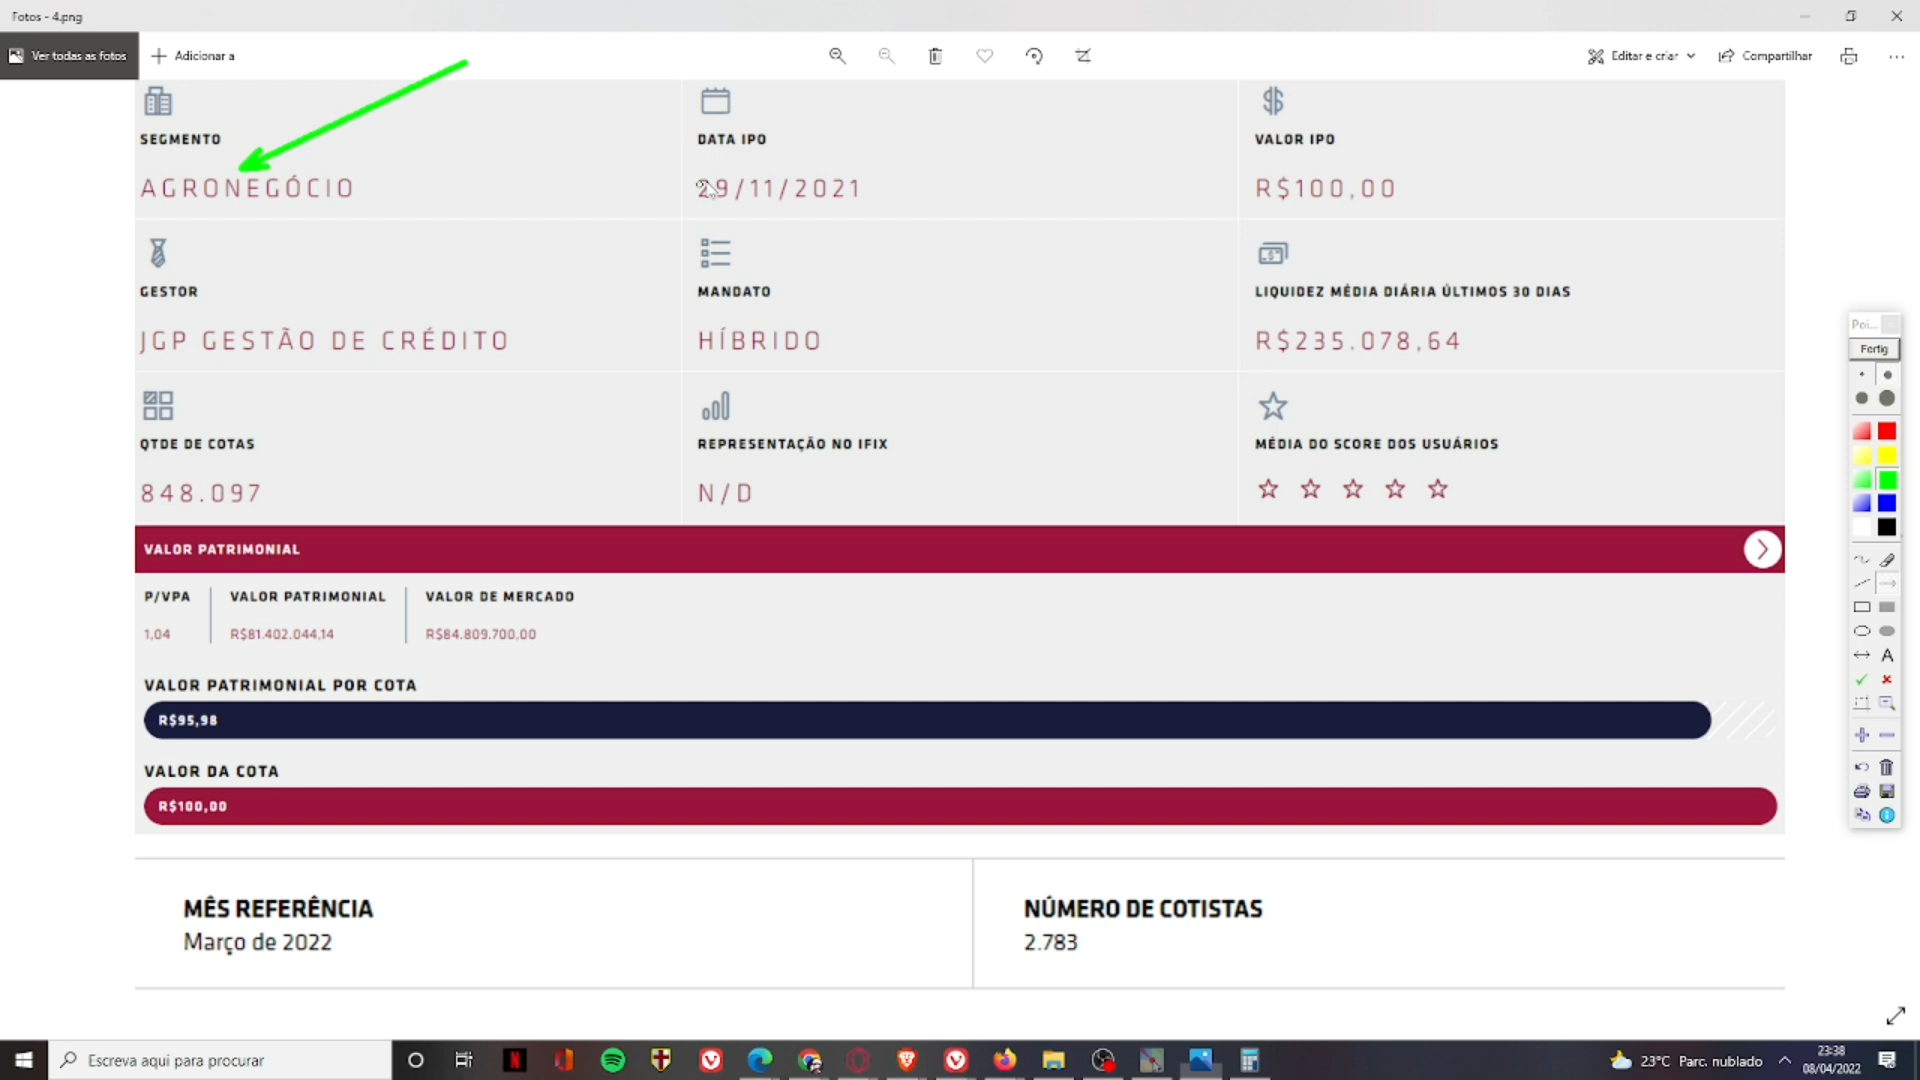 Fotos - 4.png
Ver todas as fotos
Adicionar a
Editar e criar
Compartilhar
SEGMENTO
DATA IPO
VALOR IPO
AGRONEGÓCIO
29/11/2021
R$100,00
GESTOR
MANDATO
LIQUIDEZ MÉDIA DIÁRIA ÚLTIMOS 30 DIAS
JGP GESTÃO DE CRÉDITO
HÍBRIDO
R$235.078,64
Poi...
Fertig
QTDE DE COTAS
REPRESENTAÇÃO NO IFIX
MÉDIA DO SCORE DOS USUÁRIOS
848.097
N/D
VALOR PATRIMONIAL
P/VPA
VALOR PATRIMONIAL
VALOR DE MERCADO
1,04
R$81.402.044,14
R$84.809.700,00
VALOR PATRIMONIAL POR COTA
R$95,98
VALOR DA COTA
R$100,00
MÊS REFERÊNCIA
Março de 2022
NÚMERO DE COTISTAS
2.783
Escreva aqui para procurar
23°C Parc. nublado
23:38
08/04/2022